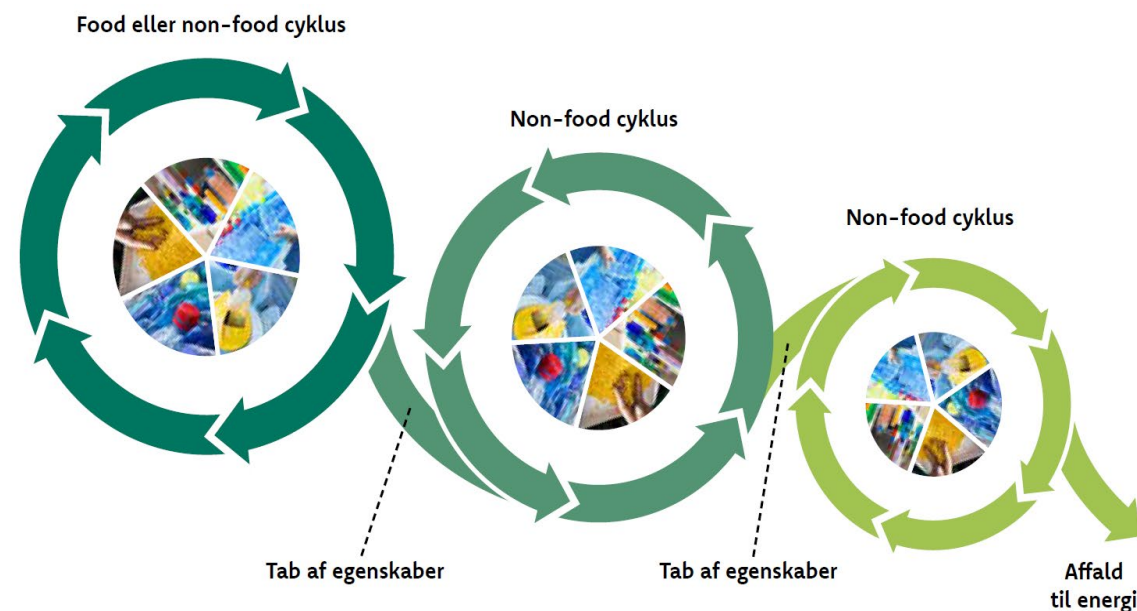 Food eller non-food cyklus
Non-food cyklus
Non-food cyklus
Tab af egenskaber
Tab af egenskaber
Affald
til energi